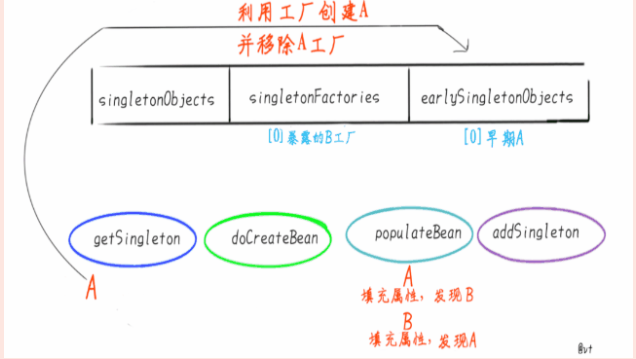 利用工厂创建A
并移除A工厂
singletonObjects
singletonFactories
earlySingletonObjects
[0]暴露的B工厂
[0]早期A
getSingleton
doCreateBean
populateBean
addSingleton
A
A
填充属性，发现B
B
填充属性，发现A
@vt